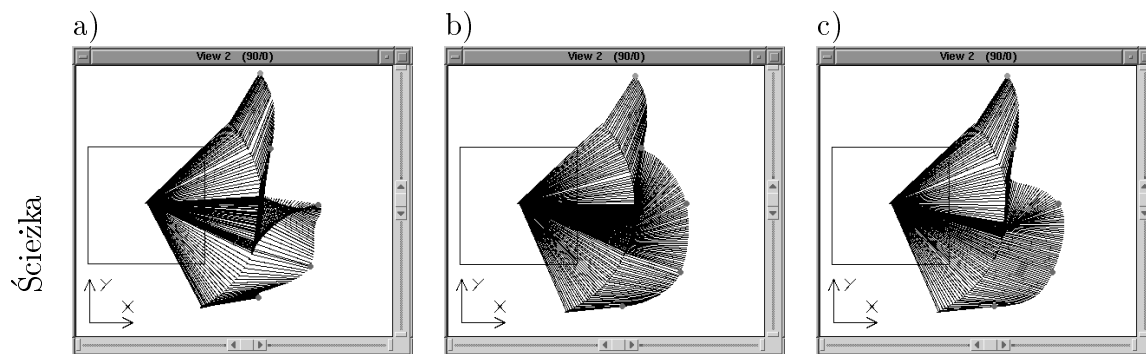 a) b) c)
View 2 (90/0) View 2 (90/0) View 2 (90/0)
Ścieżka
Y Y Y
X X X